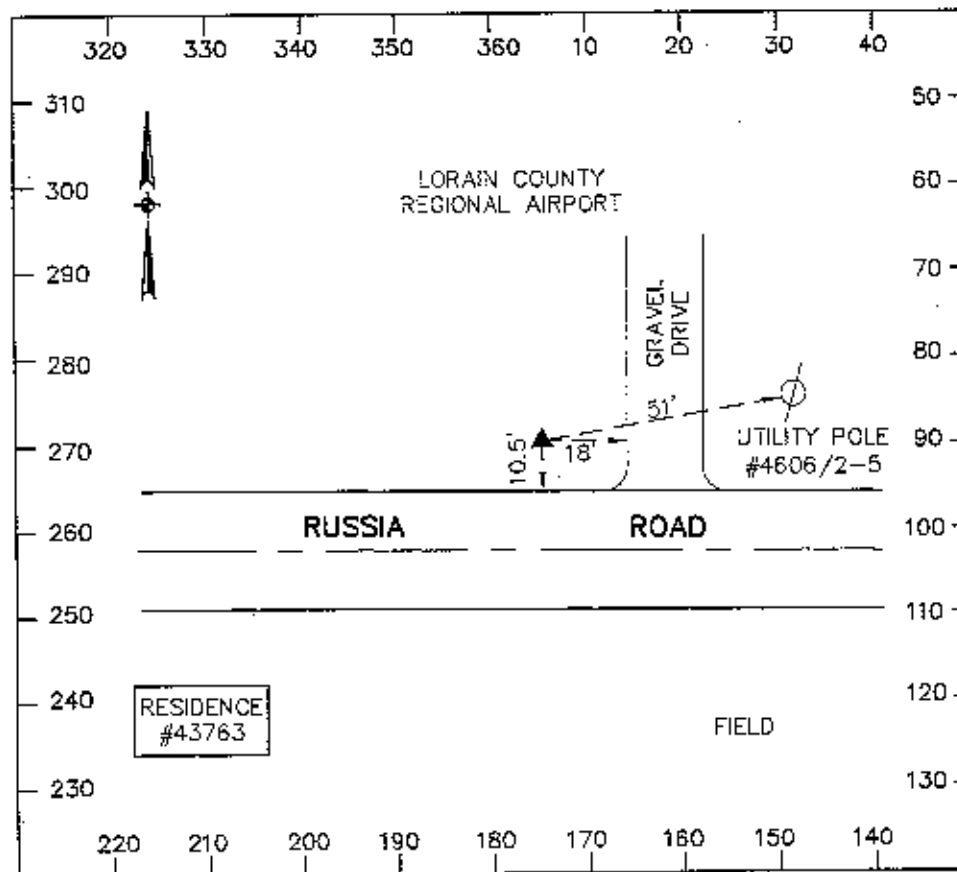 320 330 340 350 360 10 20 30 40
310
50
300
60
LORAIN COUNTY
REGIONAL AIRPORT
290
70
GRAVEL
DRIVE
280
80
51'
270
10.5'
18'
UTILITY POLE
#4606/2-5
90
260
RUSSIA ROAD
100
250
110
240
120
RESIDENCE
#43763
FIELD
230
130
220 210 200 190 180 170 160 150 140